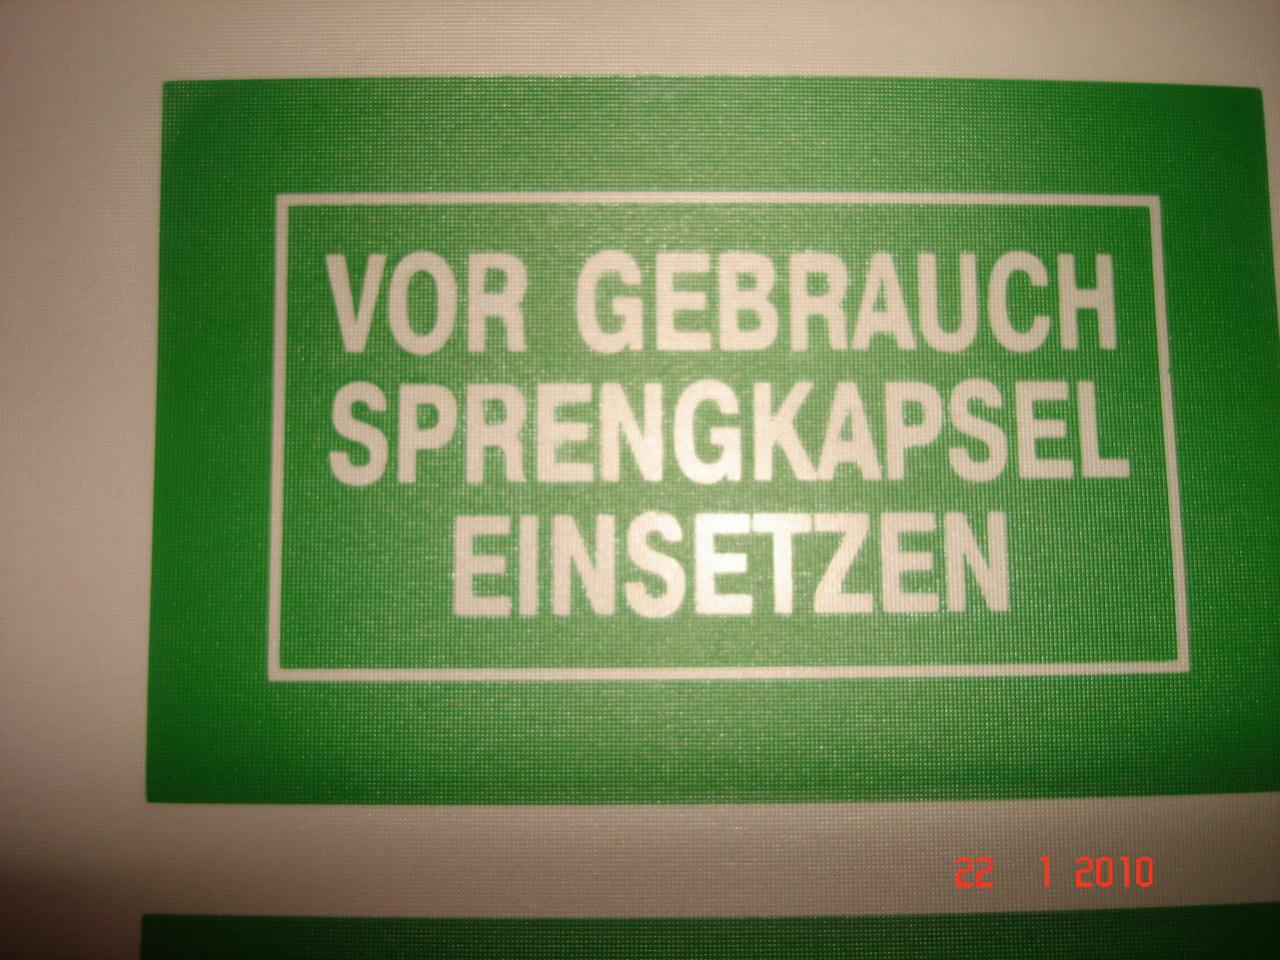 VOR GEBRAUCH
SPRENGKAPSEL
EINSETZEN
22 1 2010